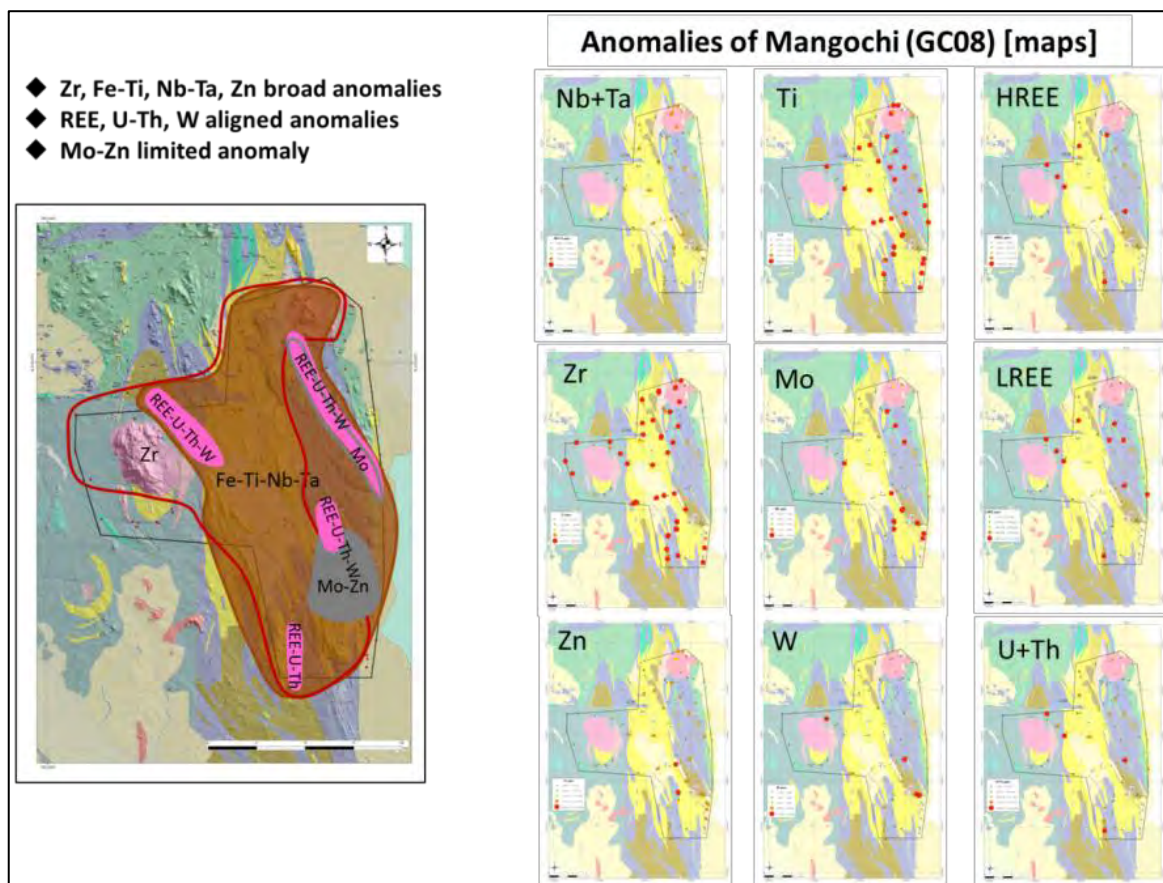 Anomalies of Mangochi (GC08) [maps]
◆ Zr, Fe-Ti, Nb-Ta, Zn broad anomalies
◆ REE, U-Th, W aligned anomalies
◆ Mo-Zn limited anomaly
REE-U-Th-W
Mo
REE-U-Th-W
Zr
Fe-Ti-Nb-Ta
REE-U-Th-W
Mo-Zn
REE-U-Th
Nb+Ta
Ti
HREE
Zr
Mo
LREE
Zn
W
U+Th